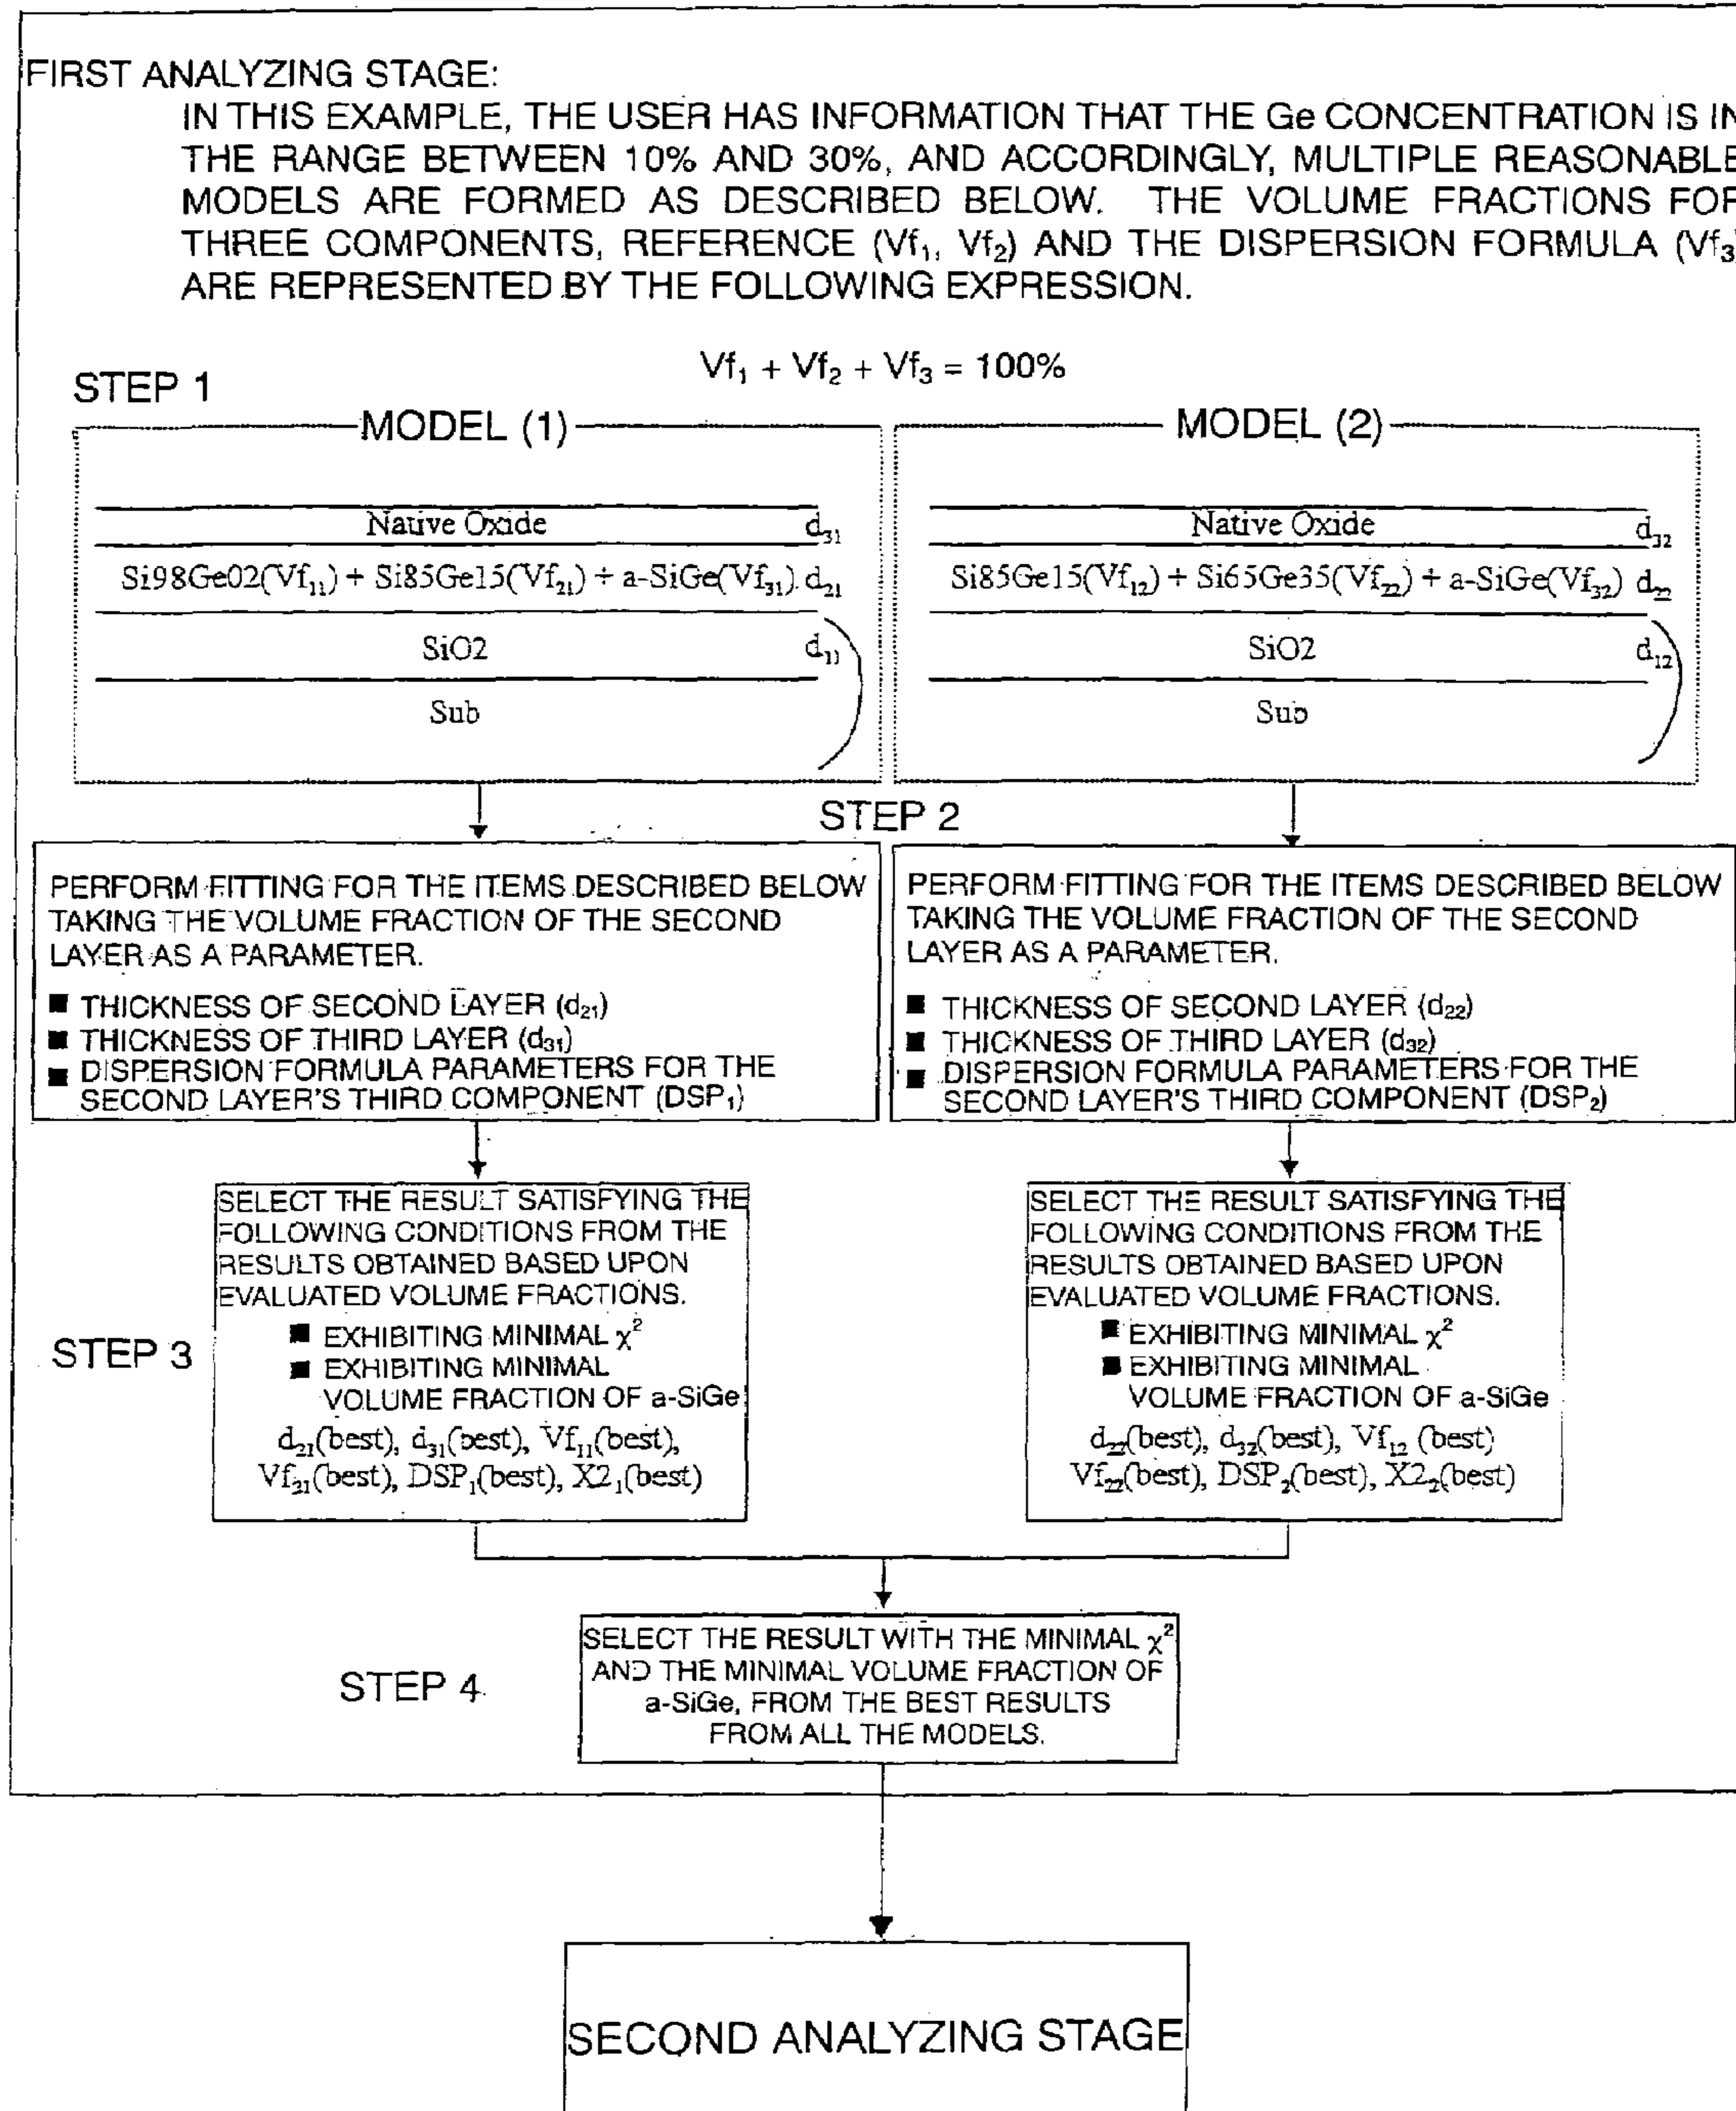 FIRST ANALYZING STAGE:
IN THIS EXAMPLE, THE USER HAS INFORMATION THAT THE Ge CONCENTRATION IS IN
THE RANGE BETWEEN 10% AND 30%, AND ACCORDINGLY, MULTIPLE REASONABLE
MODELS ARE FORMED AS DESCRIBED BELOW. THE VOLUME FRACTIONS FOR
THREE COMPONENTS, REFERENCE (Vf₁, Vf₂) AND THE DISPERSION FORMULA (Vf₃)
ARE REPRESENTED BY THE FOLLOWING EXPRESSION.
Vf₁ + Vf₂ + Vf₃ = 100%
STEP 1
MODEL (1)
Native Oxide d₃₁
Si98Ge02(Vf₁₁) + Si85Ge15(Vf₂₁) + a-SiGe(Vf₃₁) d₂₁
SiO2 d₁₁
Sub
MODEL (2)
Native Oxide d₃₂
Si85Ge15(Vf₁₂) + Si65Ge35(Vf₂₂) + a-SiGe(Vf₃₂) d₂₂
SiO2 d₁₂
Sub
STEP 2
PERFORM FITTING FOR THE ITEMS DESCRIBED BELOW
TAKING THE VOLUME FRACTION OF THE SECOND
LAYER AS A PARAMETER.
■ THICKNESS OF SECOND LAYER (d₂₁)
■ THICKNESS OF THIRD LAYER (d₃₁)
■ DISPERSION FORMULA PARAMETERS FOR THE
SECOND LAYER'S THIRD COMPONENT (DSP₁)
PERFORM FITTING FOR THE ITEMS DESCRIBED BELOW
TAKING THE VOLUME FRACTION OF THE SECOND
LAYER AS A PARAMETER.
■ THICKNESS OF SECOND LAYER (d₂₂)
■ THICKNESS OF THIRD LAYER (d₃₂)
■ DISPERSION FORMULA PARAMETERS FOR THE
SECOND LAYER'S THIRD COMPONENT (DSP₂)
STEP 3
SELECT THE RESULT SATISFYING THE
FOLLOWING CONDITIONS FROM THE
RESULTS OBTAINED BASED UPON
EVALUATED VOLUME FRACTIONS.
■ EXHIBITING MINIMAL χ²
■ EXHIBITING MINIMAL
VOLUME FRACTION OF a-SiGe
d₂₁(best), d₃₁(best), Vf₁₁(best),
Vf₂₁(best), DSP₁(best), X2₁(best)
SELECT THE RESULT SATISFYING THE
FOLLOWING CONDITIONS FROM THE
RESULTS OBTAINED BASED UPON
EVALUATED VOLUME FRACTIONS.
■ EXHIBITING MINIMAL χ²
■ EXHIBITING MINIMAL
VOLUME FRACTION OF a-SiGe
d₂₂(best), d₃₂(best), Vf₁₂ (best)
Vf₂₂(best), DSP₂(best), X2₂(best)
STEP 4
SELECT THE RESULT WITH THE MINIMAL χ²
AND THE MINIMAL VOLUME FRACTION OF
a-SiGe, FROM THE BEST RESULTS
FROM ALL THE MODELS.
SECOND ANALYZING STAGE